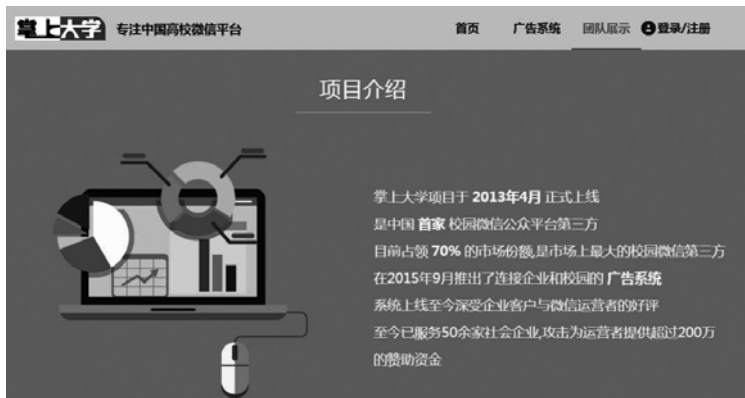 掌上大学 专注中国高校微信平台 首页 广告系统 团队展示 登录/注册
项目介绍
掌上大学项目于 2013年4月 正式上线
是中国 首家 校园微信公众平台第三方
目前占领 70% 的市场份额,是市场上最大的校园微信第三方
在2015年9月推出了连接企业和校园的 广告系统
系统上线至今深受企业客户与微信运营者的好评
至今已服务50余家社会企业,攻击为运营者提供超过200万
的赞助资金